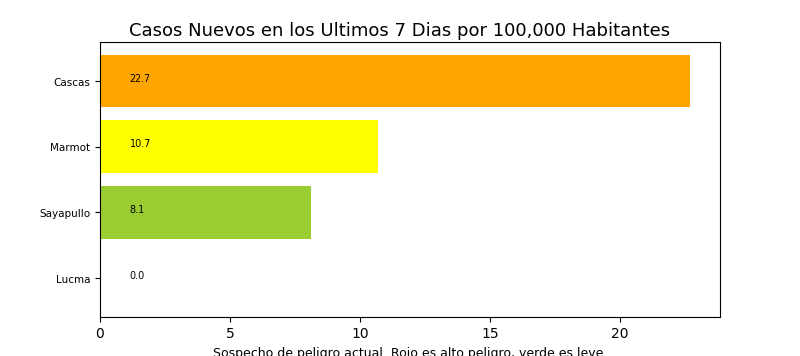 Casos Nuevos en los Ultimos 7 Dias por 100,000 Habitantes
Cascas 22.7
Marmot 10.7
Sayapullo 8.1
Lucma 0.0
0 5 10 15 20
Sospecho de peligro actual. Rojo es alto peligro, verde es leve